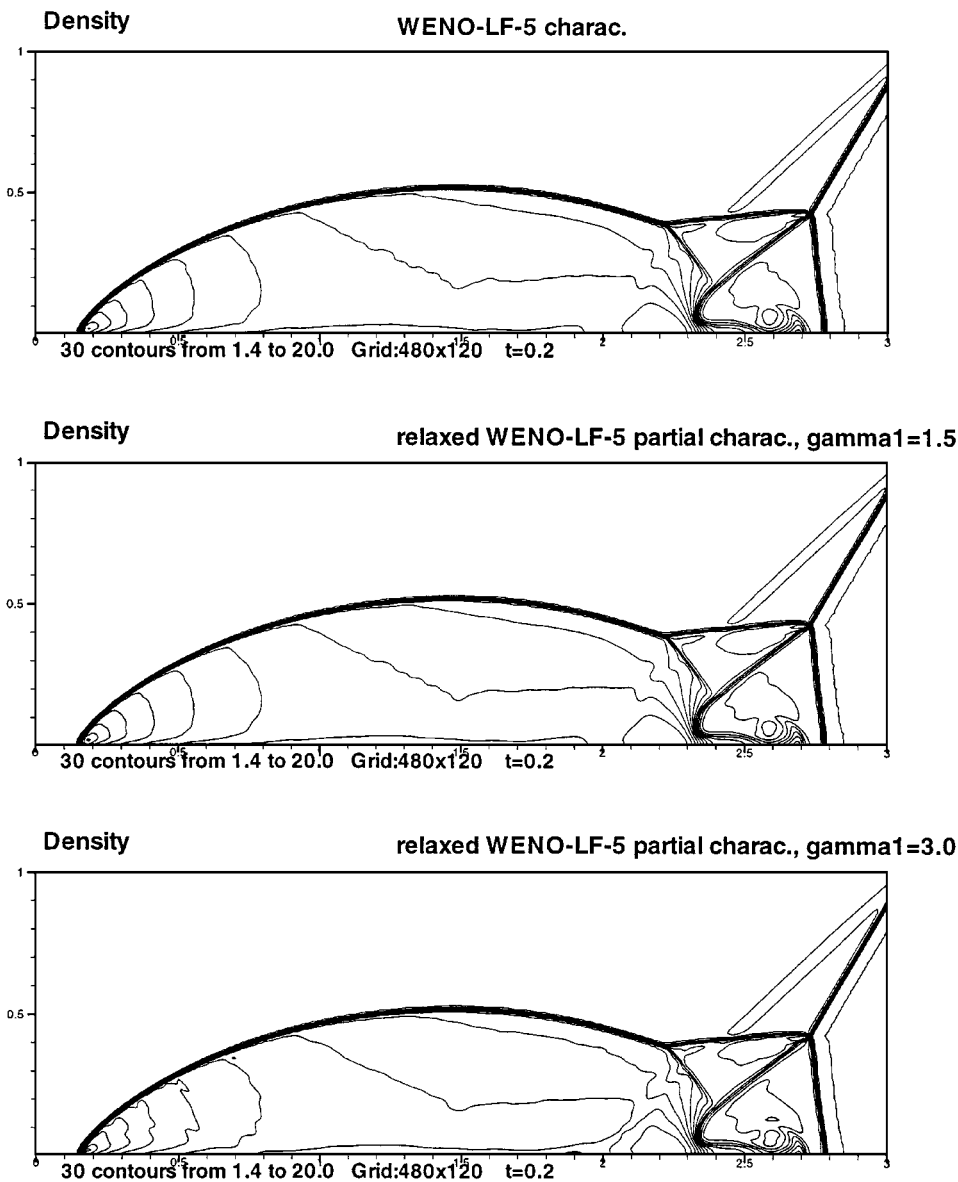 Density
WENO-LF-5 charac.
1
0.5
0 0.5 1 1.5 2 2.5 3
30 contours from 1.4 to 20.0 Grid:480x120 t=0.2
Density
relaxed WENO-LF-5 partial charac., gamma1=1.5
1
0.5
0 0.5 1 1.5 2 2.5 3
30 contours from 1.4 to 20.0 Grid:480x120 t=0.2
Density
relaxed WENO-LF-5 partial charac., gamma1=3.0
1
0.5
0 0.5 1 1.5 2 2.5 3
30 contours from 1.4 to 20.0 Grid:480x120 t=0.2